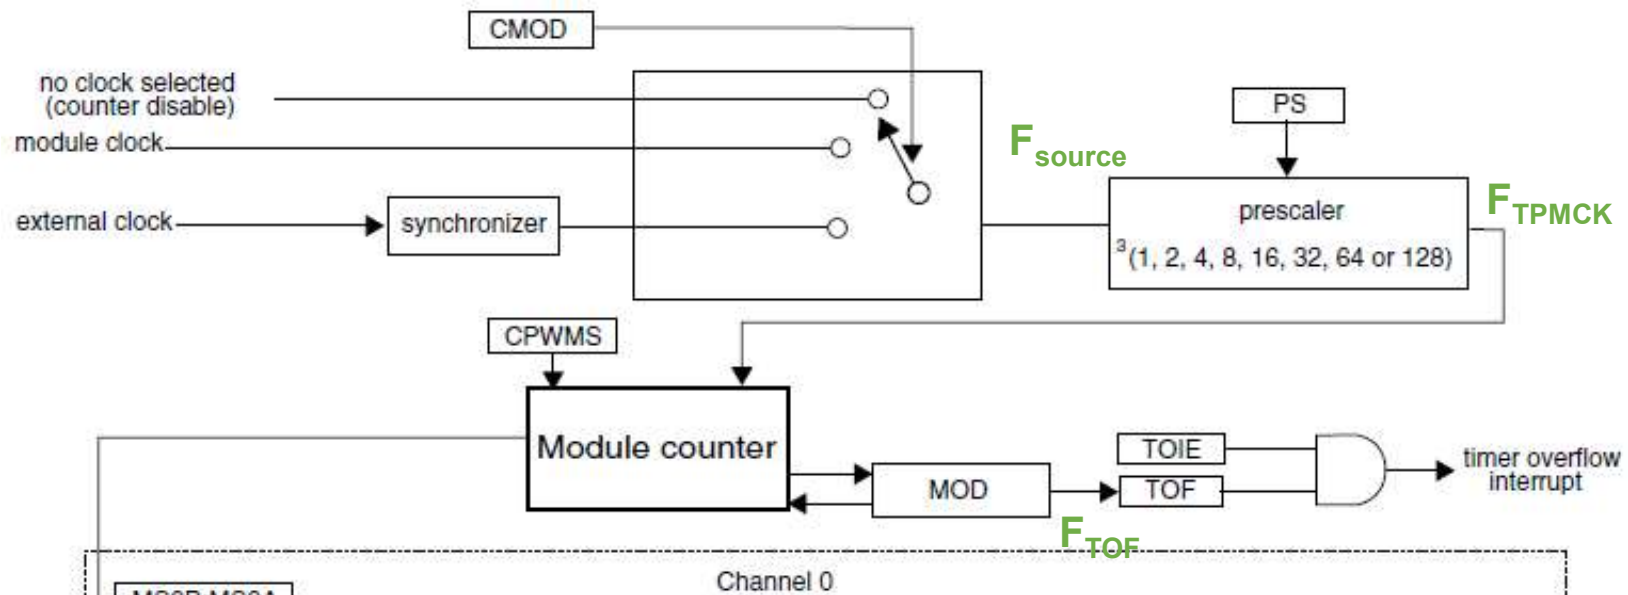 CMOD
no clock selected
(counter disable)
module clock
external clock
synchronizer
F source
PS
prescaler
3 (1, 2, 4, 8, 16, 32, 64 or 128)
F TPMCK
CPWMS
Module counter
MOD
TOIE
TOF
timer overflow
interrupt
F TOF
Channel 0